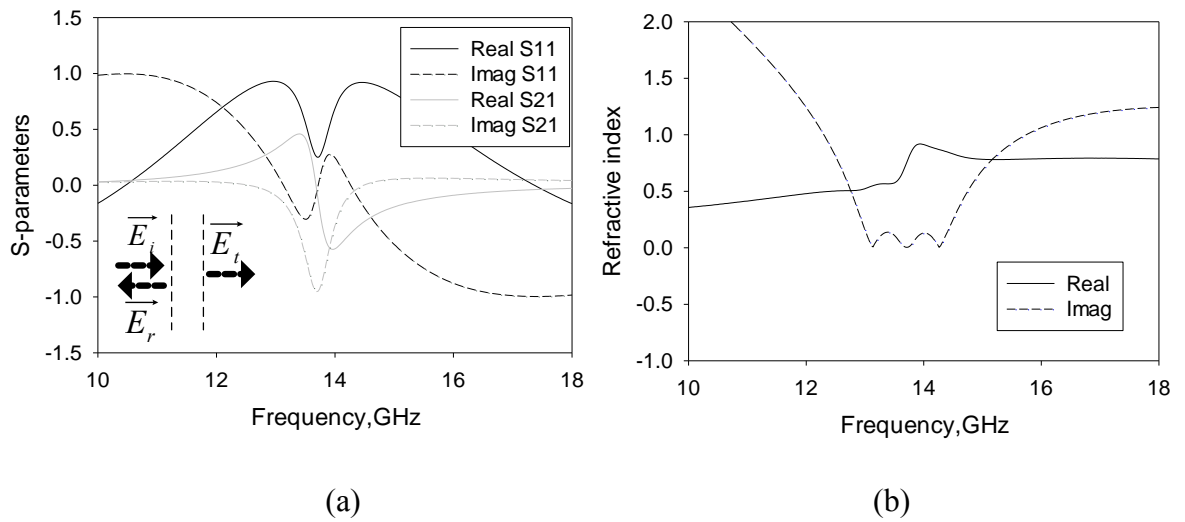 1.5
1.0
0.5
0.0
-0.5
-1.0
-1.5
S-parameters
Real S11
Imag S11
Real S21
Imag S21
E_i
E_t
E_r
10 12 14 16 18
Frequency,GHz
(a)
2.0
1.5
1.0
0.5
0.0
-0.5
-1.0
Refractive index
Real
Imag
10 12 14 16 18
Frequency,GHz
(b)